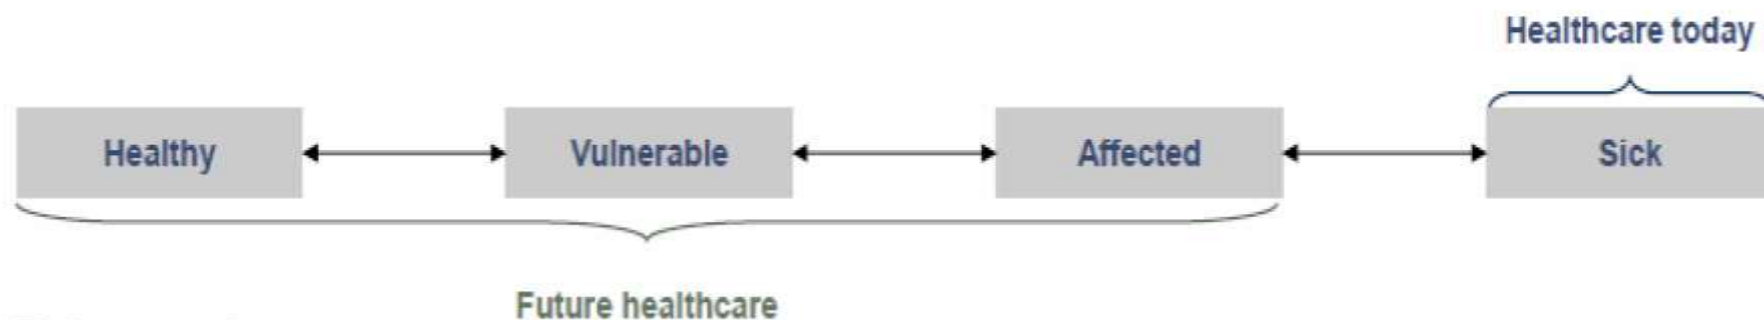 Healthcare today
Healthy
Vulnerable
Affected
Sick
Future healthcare